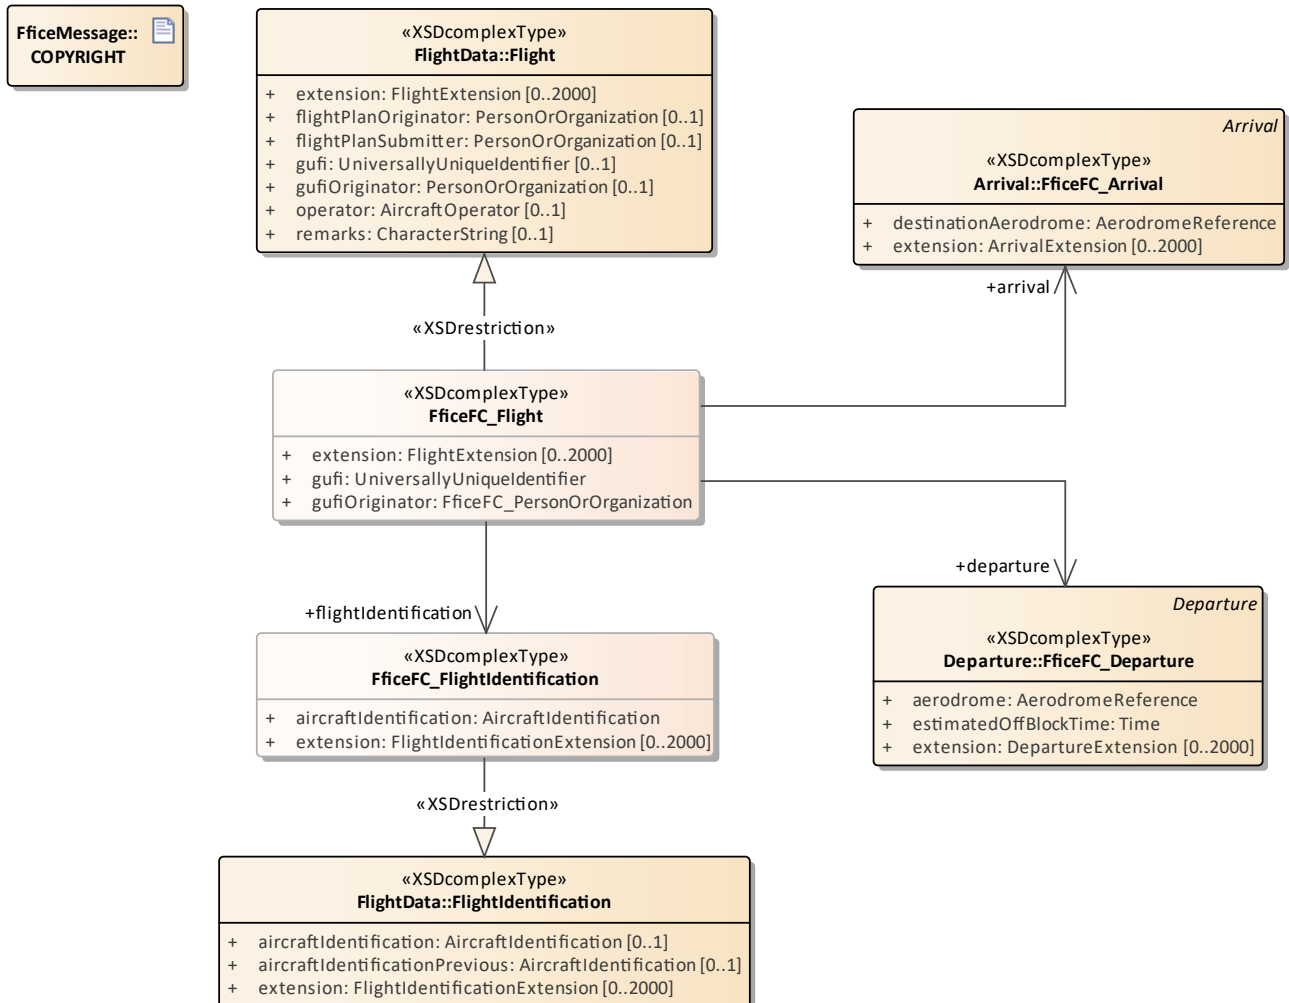 FficeMessage::
COPYRIGHT
«XSDcomplexType»
FlightData::Flight
+ extension: FlightExtension [0..2000]
+ flightPlanOriginator: PersonOrOrganization [0..1]
+ flightPlanSubmitter: PersonOrOrganization [0..1]
+ gufi: UniversallyUniqueIdentifier [0..1]
+ gufiOriginator: PersonOrOrganization [0..1]
+ operator: AircraftOperator [0..1]
+ remarks: CharacterString [0..1]
Arrival
«XSDcomplexType»
Arrival::FficeFC_Arrival
+ destinationAerodrome: AerodromeReference
+ extension: ArrivalExtension [0..2000]
+arrival
«XSDrestriction»
«XSDcomplexType»
FficeFC_Flight
+ extension: FlightExtension [0..2000]
+ gufi: UniversallyUniqueIdentifier
+ gufiOriginator: FficeFC_PersonOrOrganization
+departure
+flightIdentification
Departure
«XSDcomplexType»
Departure::FficeFC_Departure
+ aerodrome: AerodromeReference
+ estimatedOffBlockTime: Time
+ extension: DepartureExtension [0..2000]
«XSDcomplexType»
FficeFC_FlightIdentification
+ aircraftIdentification: AircraftIdentification
+ extension: FlightIdentificationExtension [0..2000]
«XSDrestriction»
«XSDcomplexType»
FlightData::FlightIdentification
+ aircraftIdentification: AircraftIdentification [0..1]
+ aircraftIdentificationPrevious: AircraftIdentification [0..1]
+ extension: FlightIdentificationExtension [0..2000]